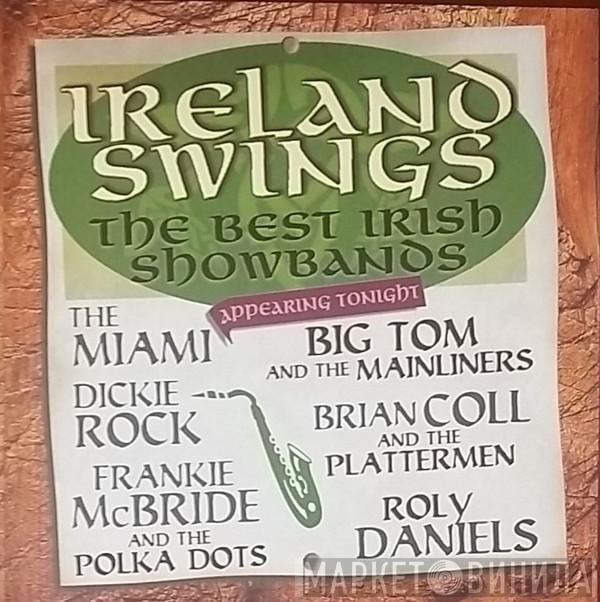 IRELAND
SWINGS
THE BEST IRISH
SHOWBANDS
APPEARING TONIGHT
THE
MIAMI
DICKIE
ROCK
FRANKIE
McBRIDE
AND THE
POLKA DOTS
BIG TOM
AND THE MAINLINERS
BRIAN COLL
AND THE
PLATTERMEN
ROLY
DANIELS
МАРКЕТ ВИНИЛА